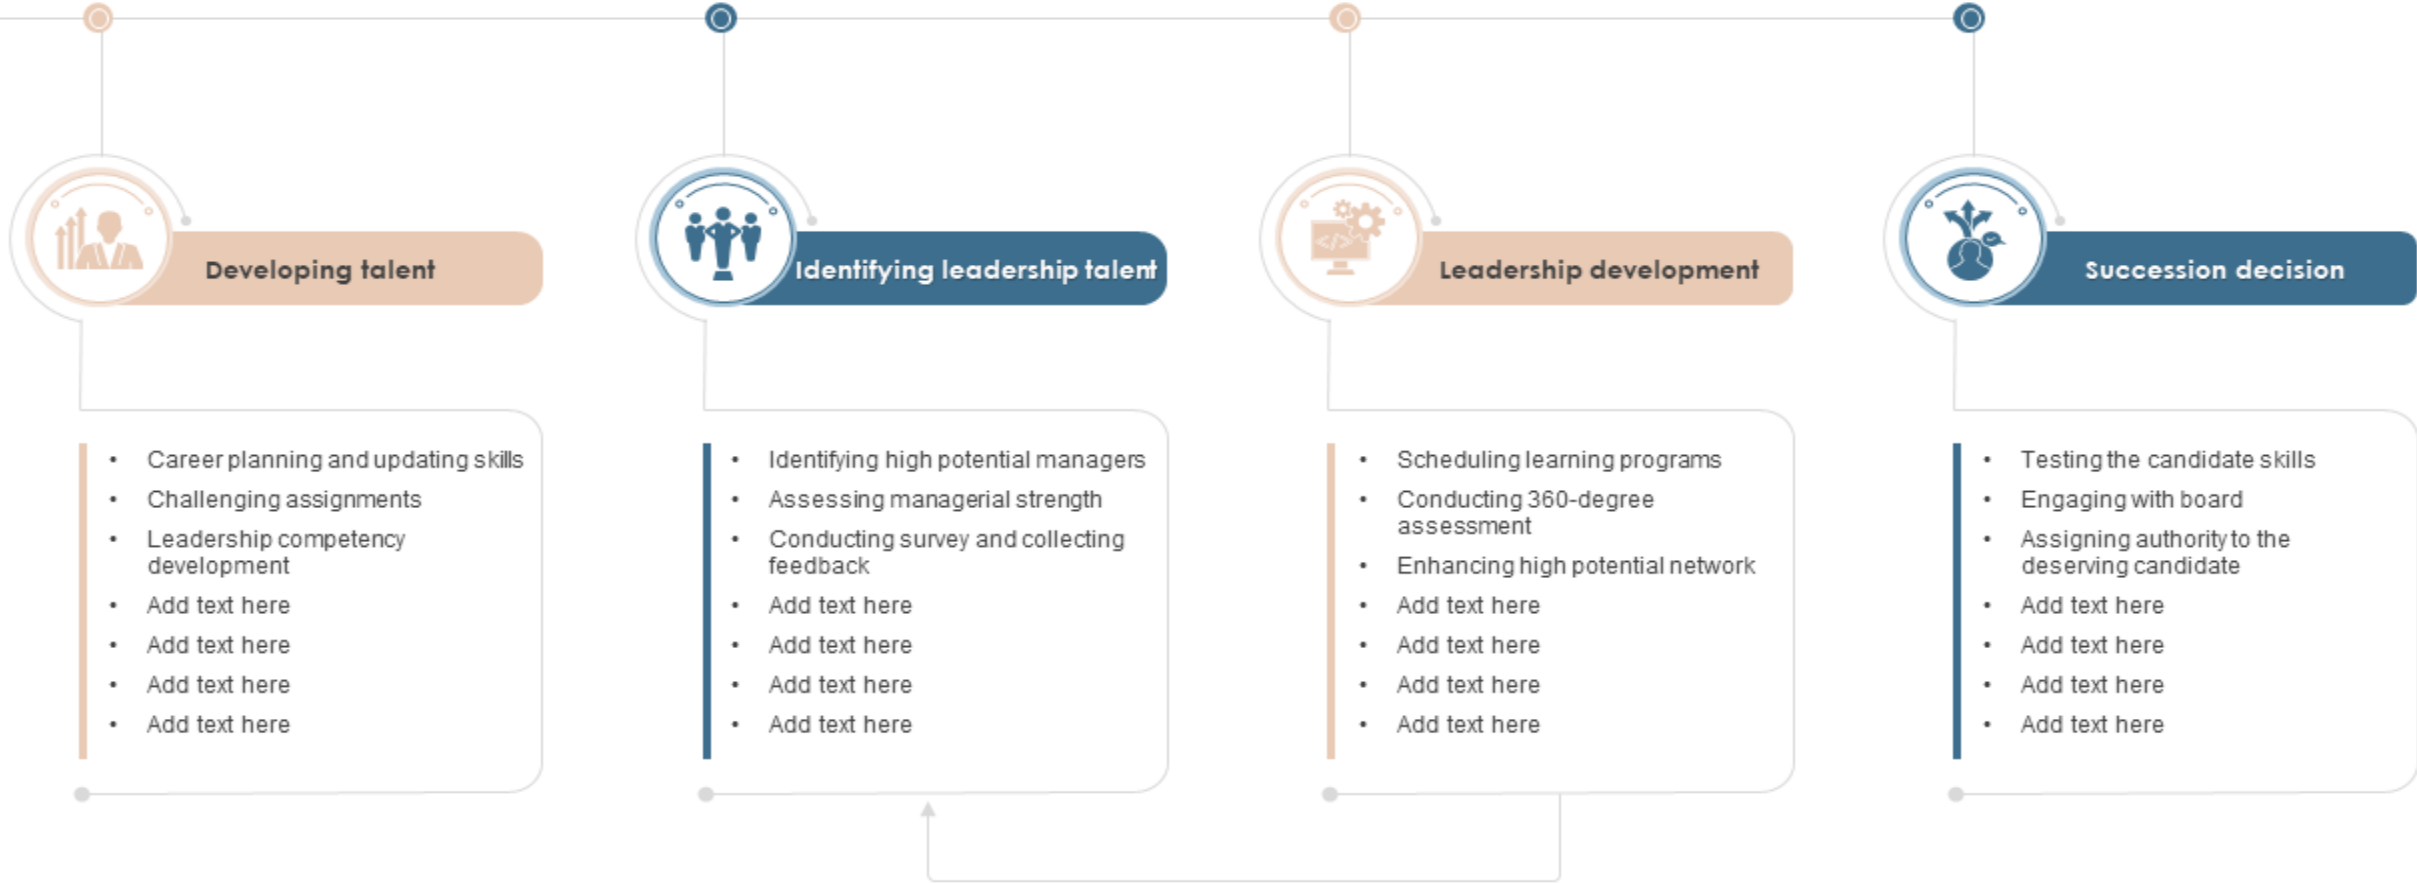 Developing talent
• Career planning and updating skills
• Challenging assignments
• Leadership competency
development
• Add text here
• Add text here
• Add text here
• Add text here
Identifying leadership talent
• Identifying high potential managers
• Assessing managerial strength
• Conducting survey and collecting
feedback
• Add text here
• Add text here
• Add text here
• Add text here
Leadership development
</>
• Scheduling learning programs
• Conducting 360-degree
assessment
• Enhancing high potential network
• Add text here
• Add text here
• Add text here
• Add text here
Succession decision
• Testing the candidate skills
• Engaging with board
• Assigning authority to the
deserving candidate
• Add text here
• Add text here
• Add text here
• Add text here